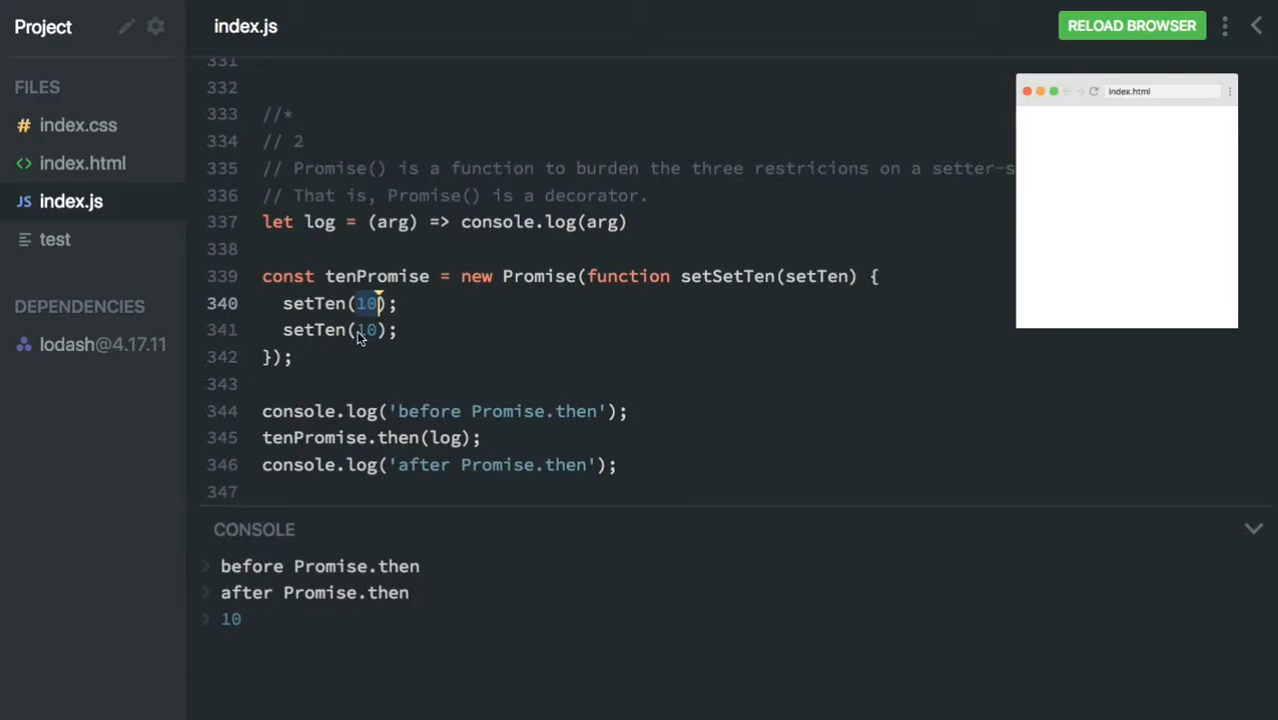 Project
index.js
RELOAD BROWSER
FILES
# index.css
<> index.html
JS index.js
test
DEPENDENCIES
lodash@4.17.11
331
332
333 //*
334 // 2
335 // Promise() is a function to burden the three restricions on a setter-s
336 // That is, Promise() is a decorator.
337 let log = (arg) => console.log(arg)
338
339 const tenPromise = new Promise(function setSetTen(setTen) {
340 setTen(10);
341 setTen(10);
342 });
343
344 console.log('before Promise.then');
345 tenPromise.then(log);
346 console.log('after Promise.then');
347
index.html
CONSOLE
> before Promise.then
> after Promise.then
> 10